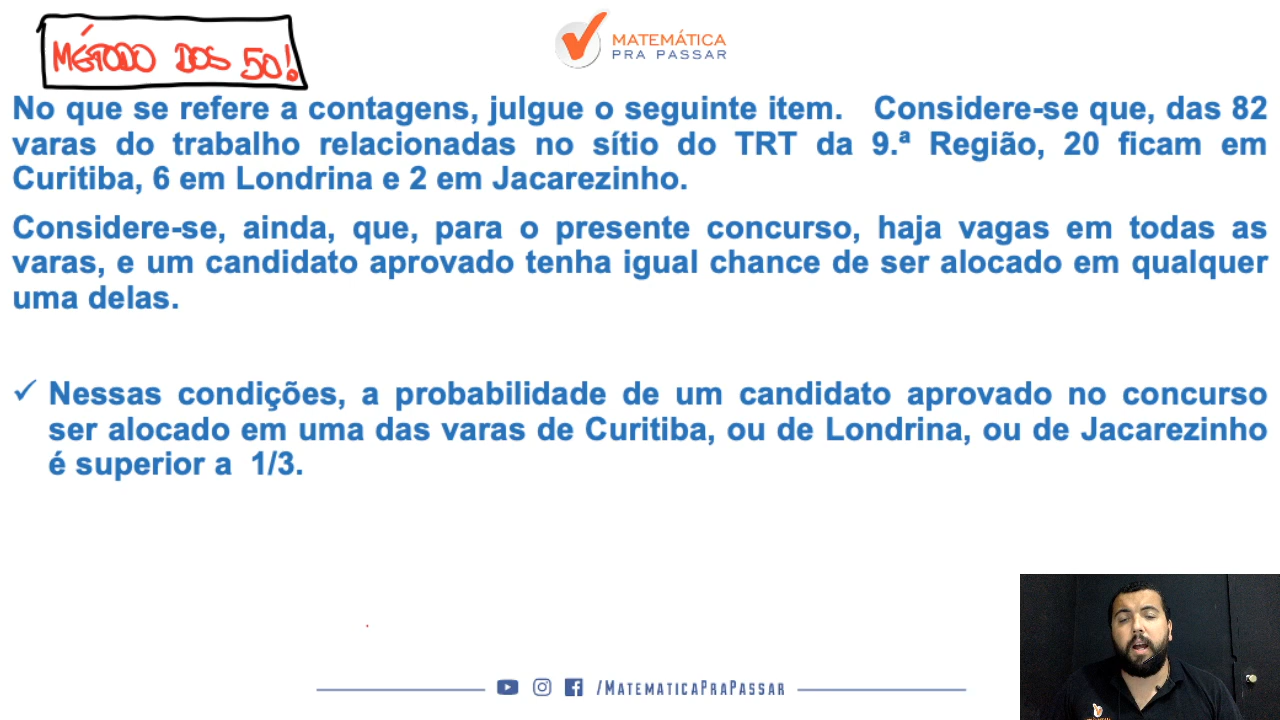 MÉTODO DOS 50!
MATEMÁTICA
PRA PASSAR
No que se refere a contagens, julgue o seguinte item. Considere-se que, das 82
varas do trabalho relacionadas no sítio do TRT da 9.ª Região, 20 ficam em
Curitiba, 6 em Londrina e 2 em Jacarezinho.
Considere-se, ainda, que, para o presente concurso, haja vagas em todas as
varas, e um candidato aprovado tenha igual chance de ser alocado em qualquer
uma delas.
✓ Nessas condições, a probabilidade de um candidato aprovado no concurso
ser alocado em uma das varas de Curitiba, ou de Londrina, ou de Jacarezinho
é superior a 1/3.
/MATEMATICAPRAPASSAR